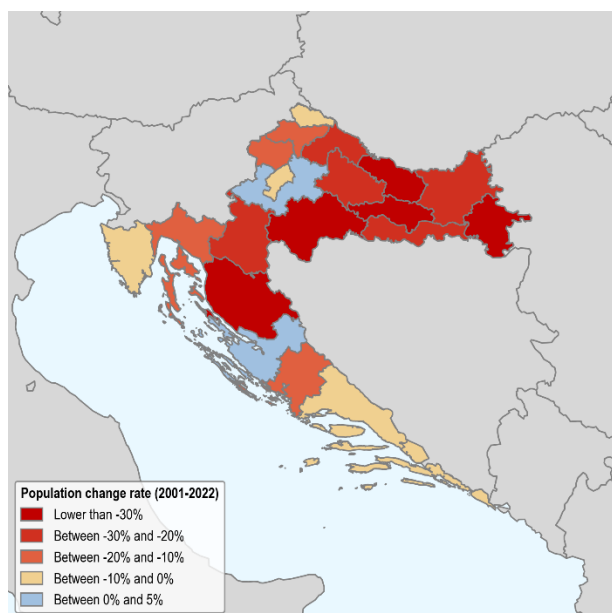 Population change rate (2001-2022)
Lower than -30%
Between -30% and -20%
Between -20% and -10%
Between -10% and 0%
Between 0% and 5%